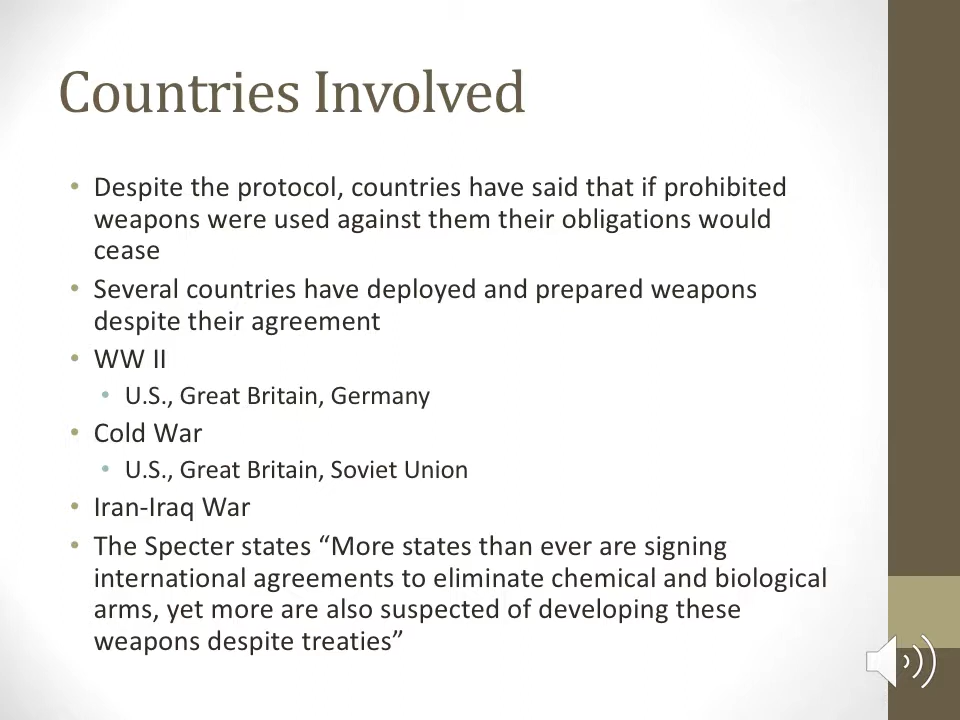 Countries Involved
• Despite the protocol, countries have said that if prohibited
weapons were used against them their obligations would
cease
• Several countries have deployed and prepared weapons
despite their agreement
• WW II
• U.S., Great Britain, Germany
• Cold War
• U.S., Great Britain, Soviet Union
• Iran-Iraq War
• The Specter states “More states than ever are signing
international agreements to eliminate chemical and biological
arms, yet more are also suspected of developing these
weapons despite treaties”